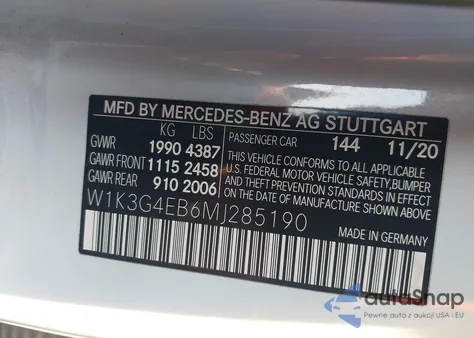 MFD BY MERCEDES-BENZ AG STUTTGART
KG LBS
GVWR 1990 4387
GAWR FRONT 1115 2458
GAWR REAR 910 2006
PASSENGER CAR 144 11/20
THIS VEHICLE CONFORMS TO ALL APPLICABLE
U.S. FEDERAL MOTOR VEHICLE SAFETY, BUMPER
AND THEFT PREVENTION STANDARDS IN EFFECT
ON THE DATE OF MANUFACTURE SHOWN ABOVE
W1K3G4EB6MJ285190
MADE IN GERMANY
autaSnap
Pewne auta z aukcji USA i EU